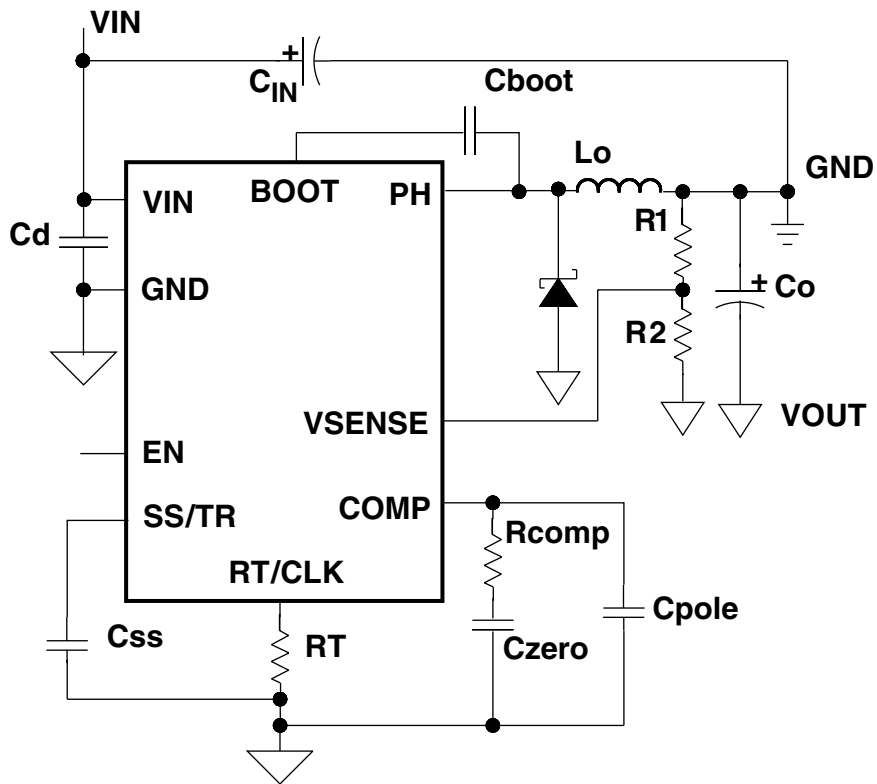 VIN
+
CIN
Cboot
Lo
GND
BOOT
PH
VIN
R1
Cd
GND
+
Co
R2
VSENSE
VOUT
EN
COMP
SS/TR
Rcomp
RT/CLK
Cpole
Css
RT
Czero